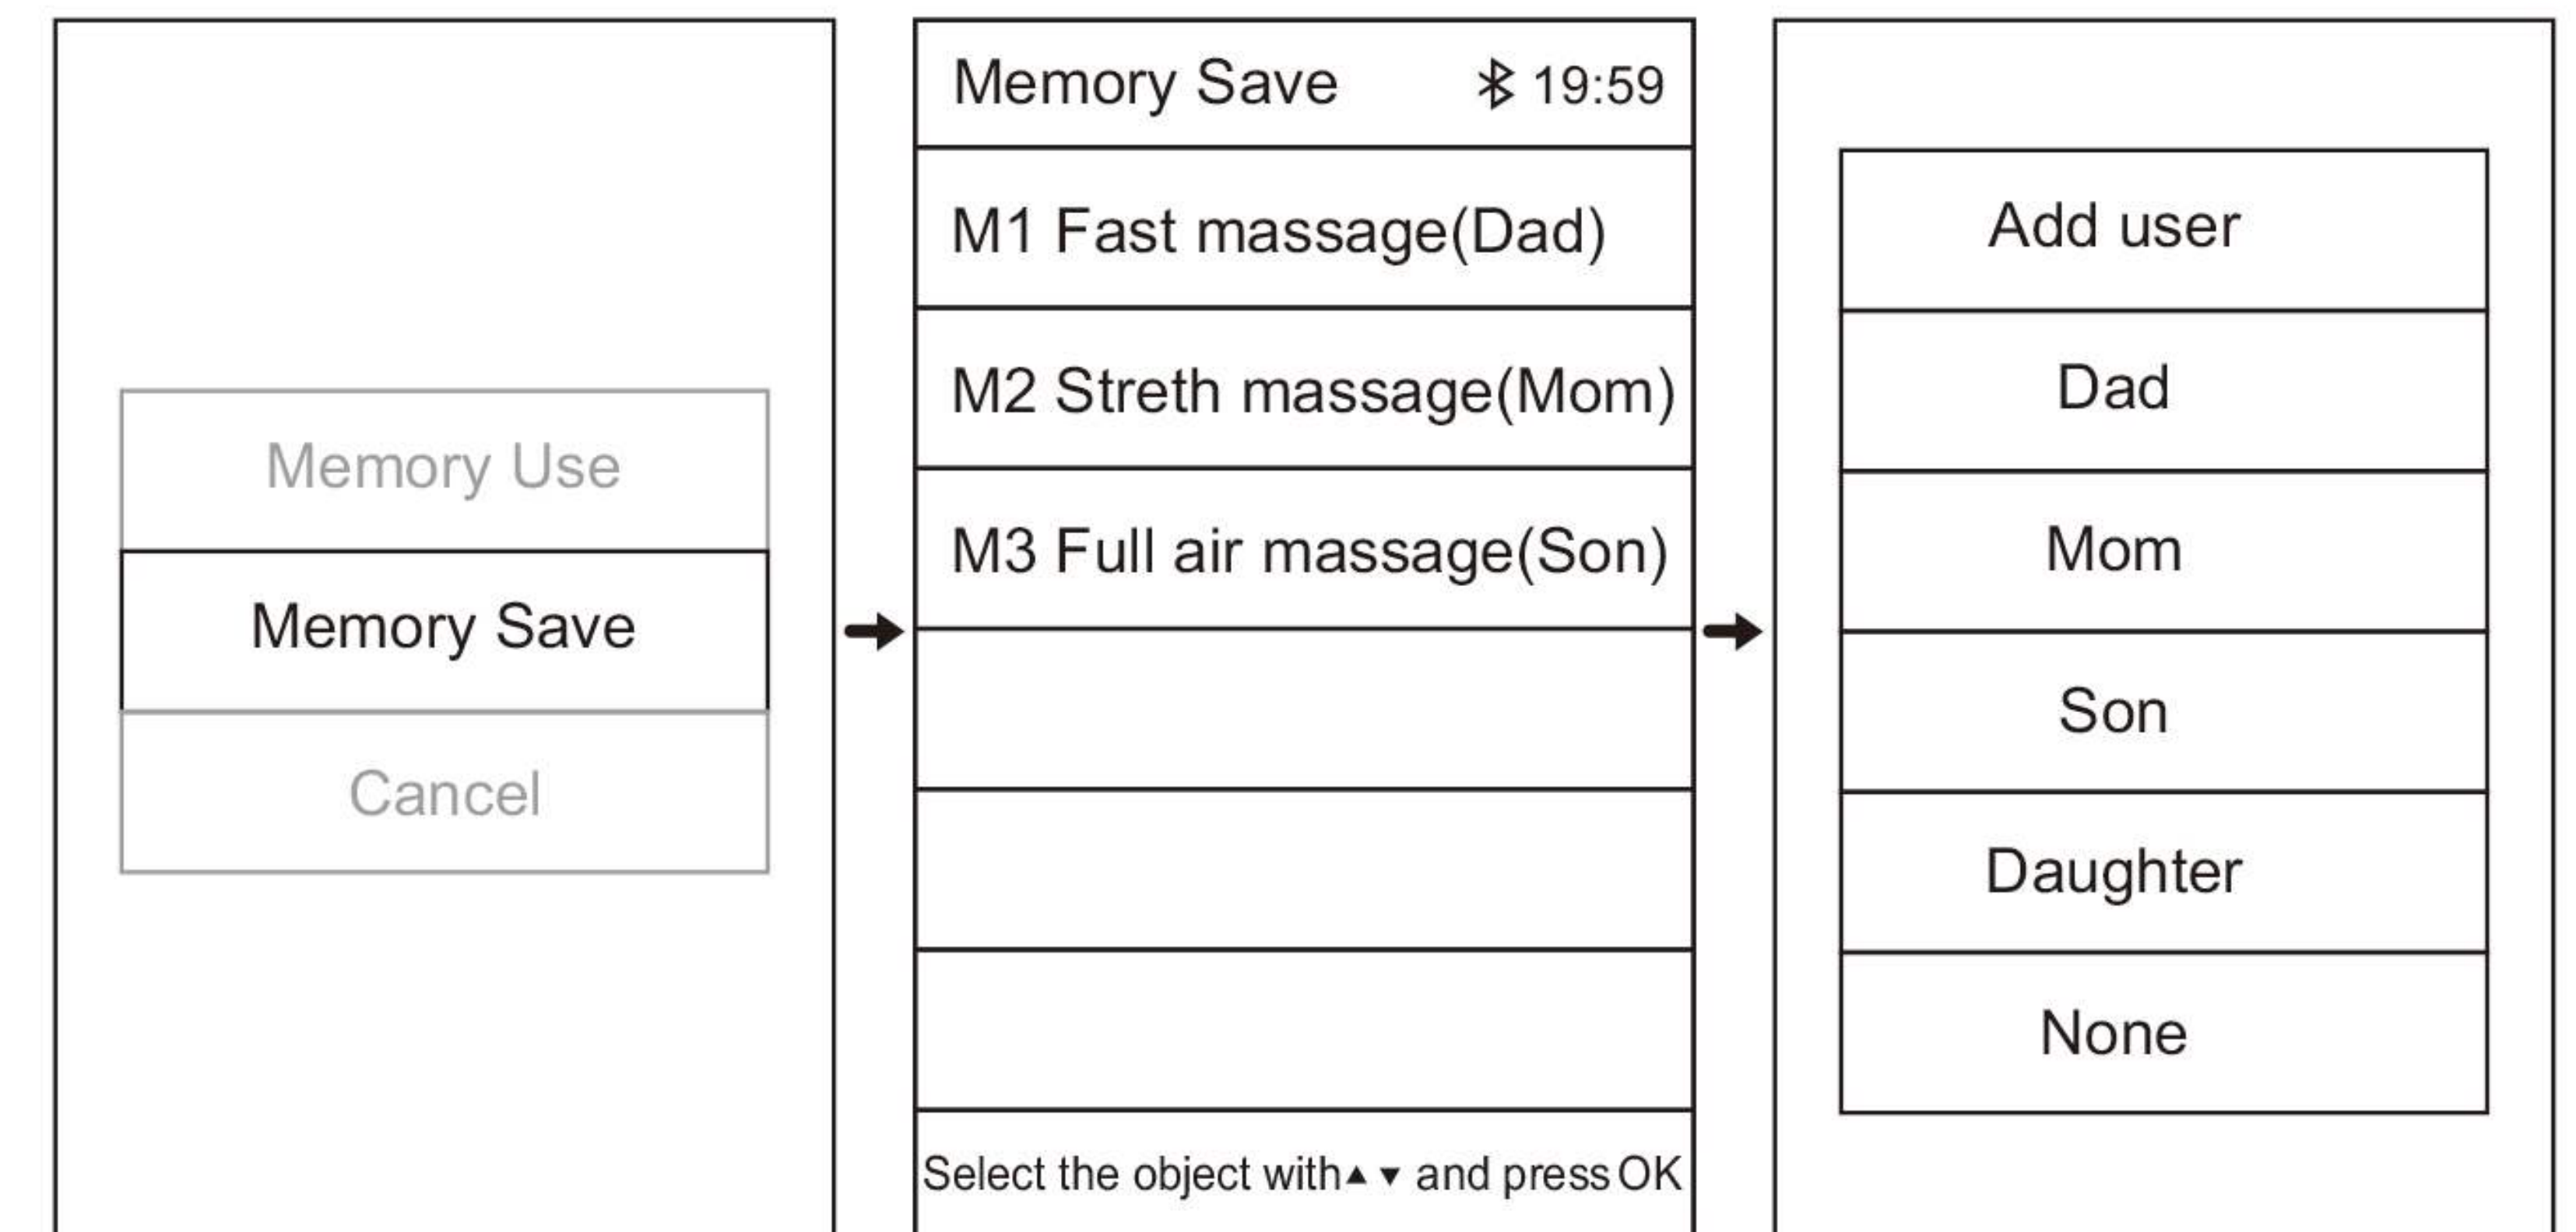 Memory Use
Memory Save
Cancel
Memory Save 19:59
M1 Fast massage(Dad)
M2 Streth massage(Mom)
M3 Full air massage(Son)
Select the object with▲ ▼ and press OK
Add user
Dad
Mom
Son
Daughter
None